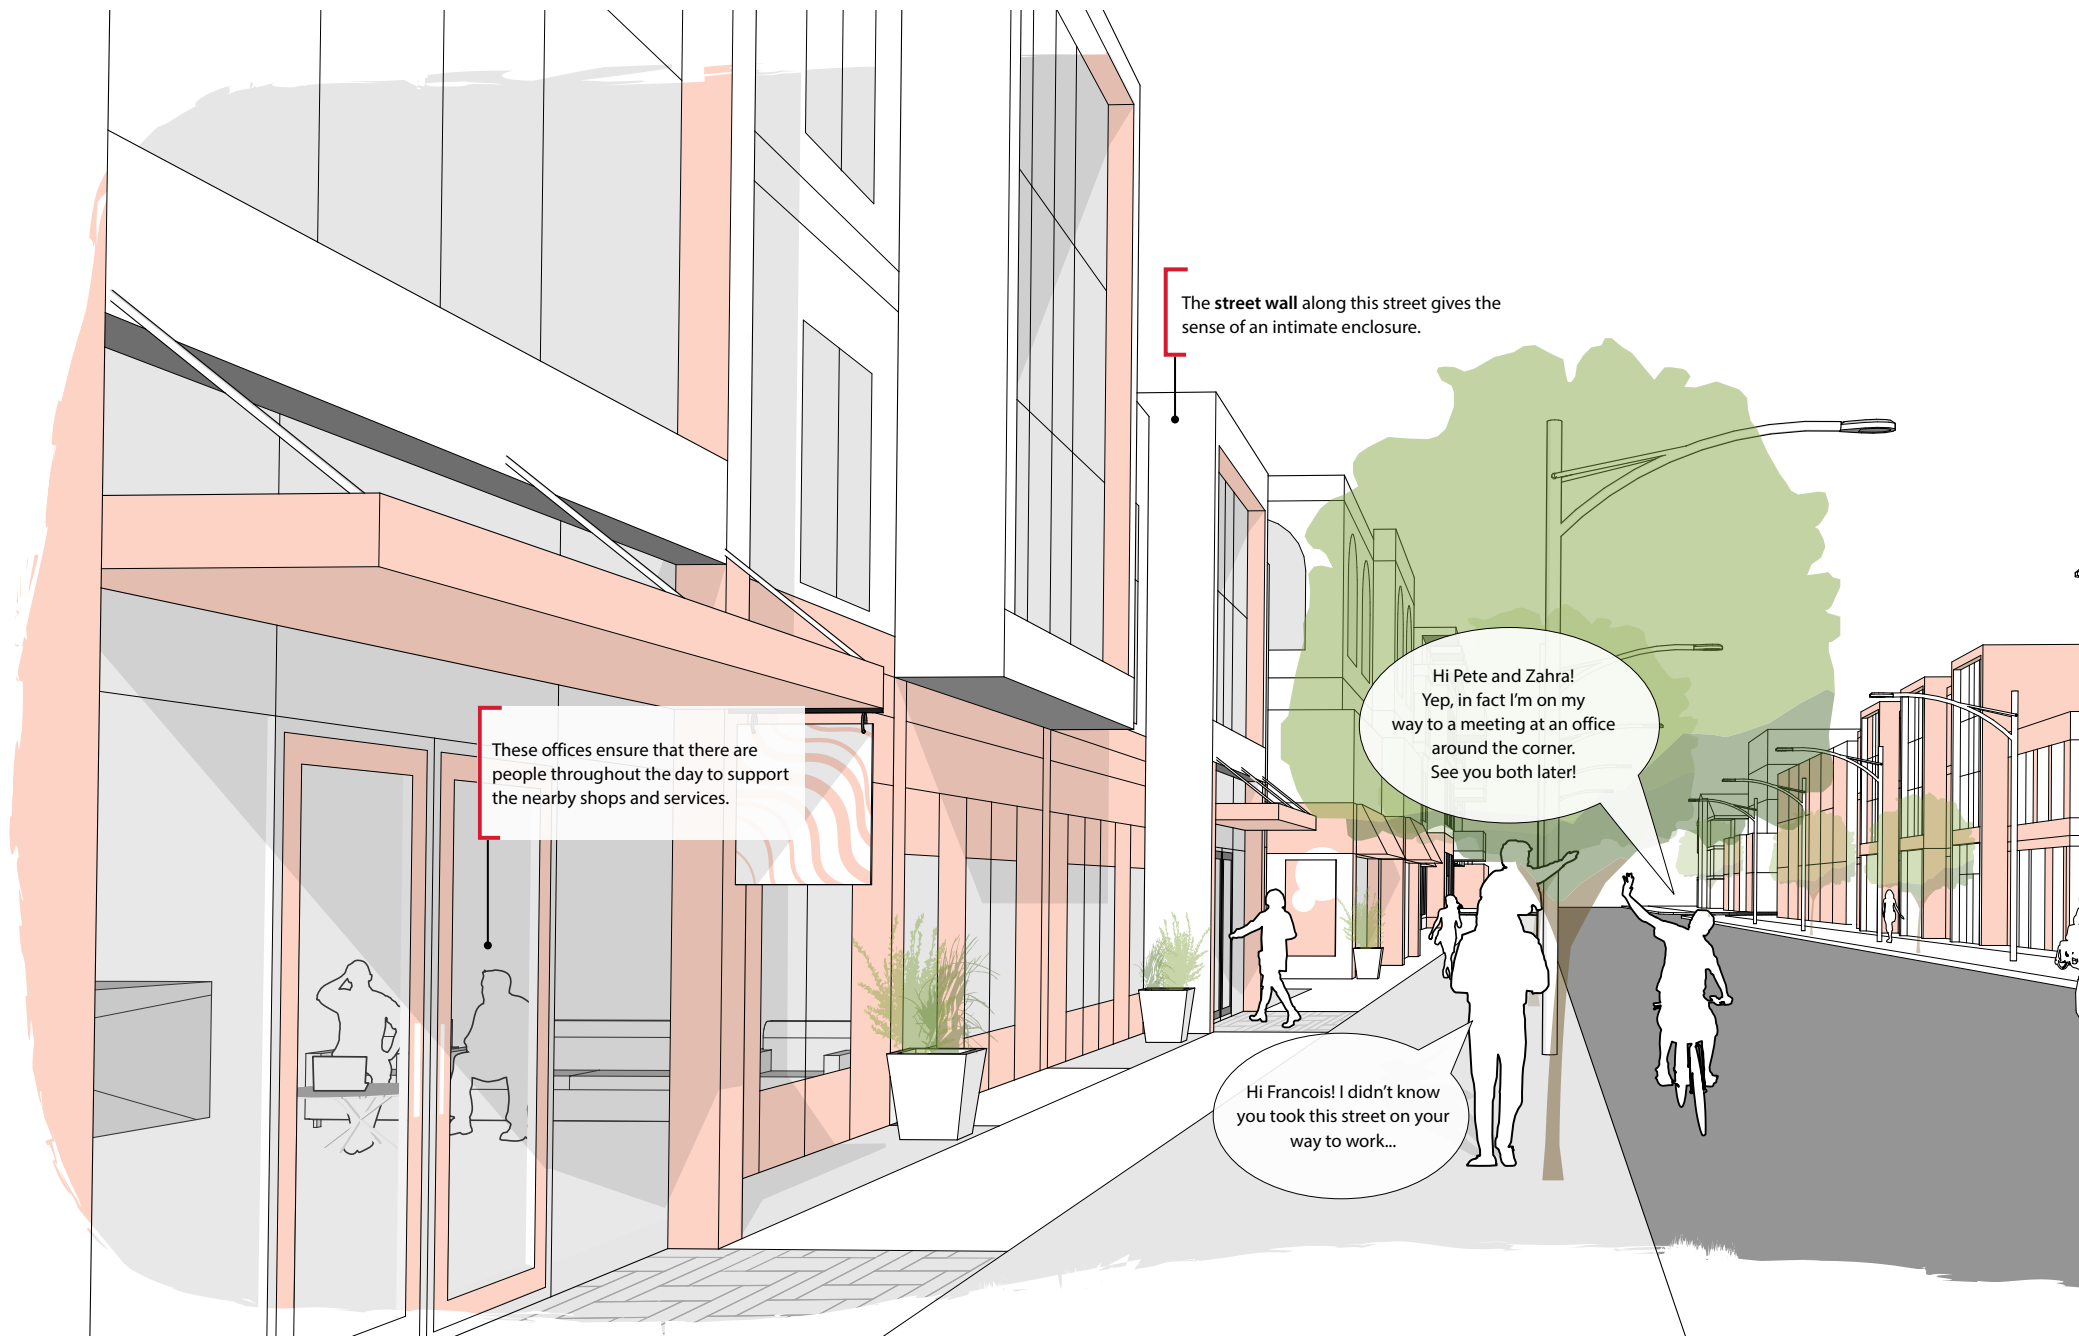 The street wall along this street gives the
sense of an intimate enclosure.
Hi Pete and Zahra!
Yep, in fact I’m on my
way to a meeting at an office
around the corner.
See you both later!
These offices ensure that there are
people throughout the day to support
the nearby shops and services.
Hi Francois! I didn’t know
you took this street on your
way to work...